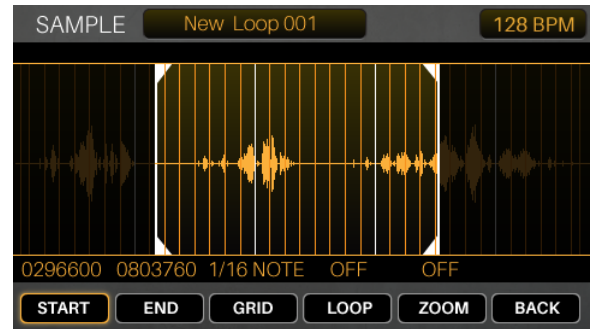 SAMPLE New Loop 001 128 BPM
0296600 0803760 1/16 NOTE OFF OFF
START END GRID LOOP ZOOM BACK